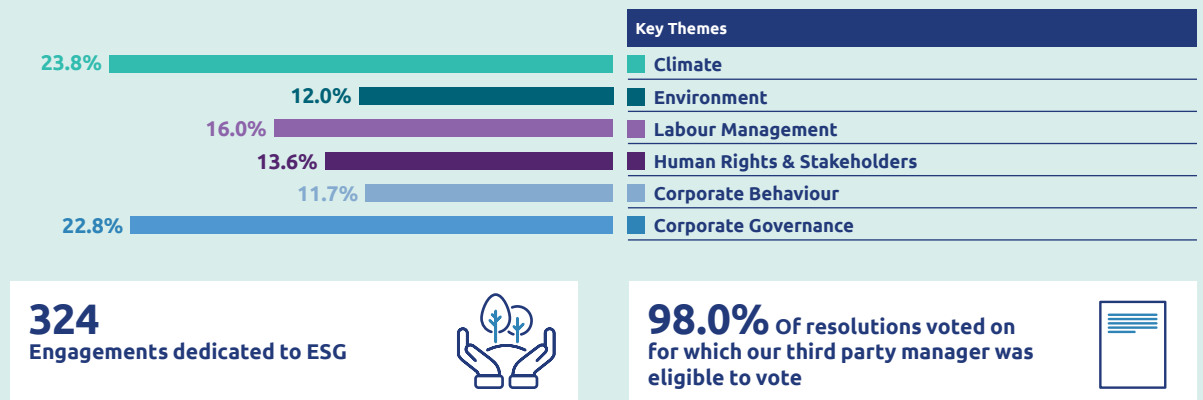 Key Themes
23.8% Climate
12.0% Environment
16.0% Labour Management
13.6% Human Rights & Stakeholders
11.7% Corporate Behaviour
22.8% Corporate Governance
324
Engagements dedicated to ESG
98.0% Of resolutions voted on
for which our third party manager was
eligible to vote